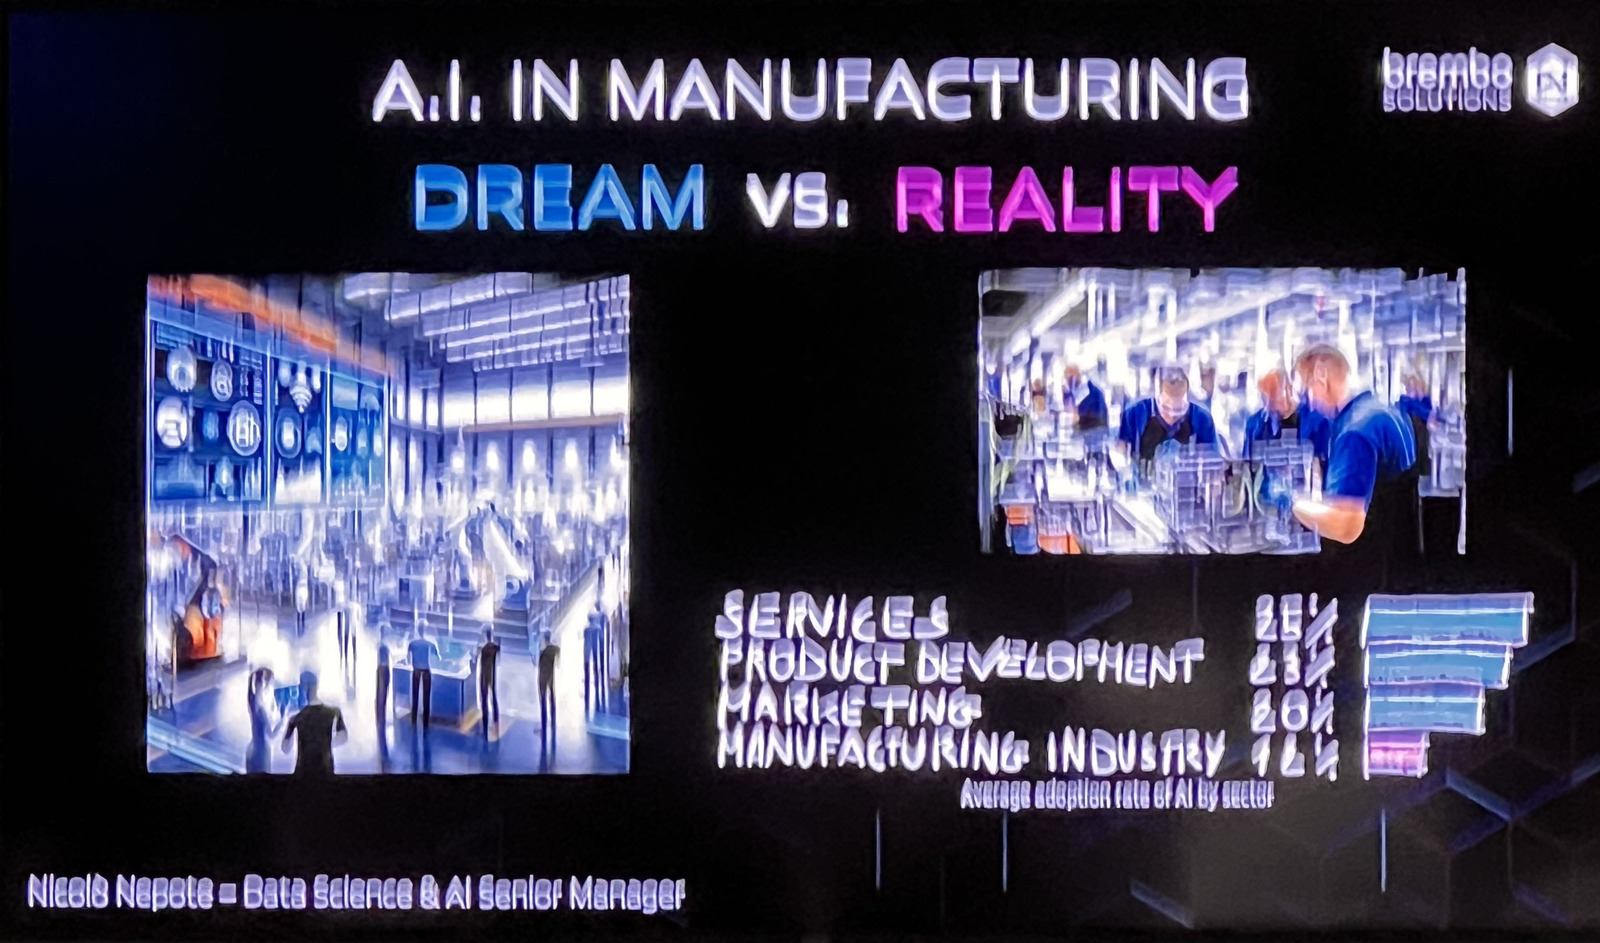 A.I. IN MANUFACTURING
brembo
SOLUTIONS
DREAM vs. REALITY
SERVICES 25%
PRODUCT DEVELOPMENT 23%
MARKETING 20%
MANUFACTURING INDUSTRY
Average adoption rate of AI by sector
Nicolò Nepote - Data Science & AI Senior Manager